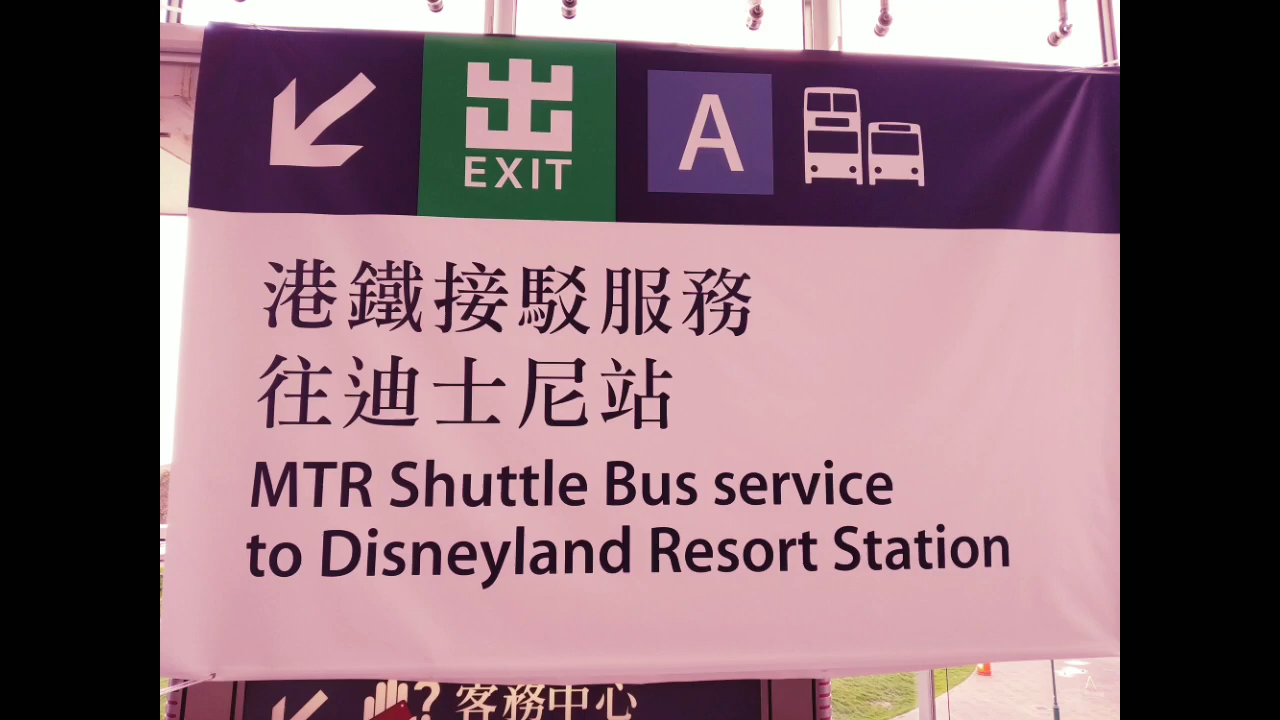 出 A
EXIT
港鐵接駁服務
往迪士尼站
MTR Shuttle Bus service
to Disneyland Resort Station
? 客務中心